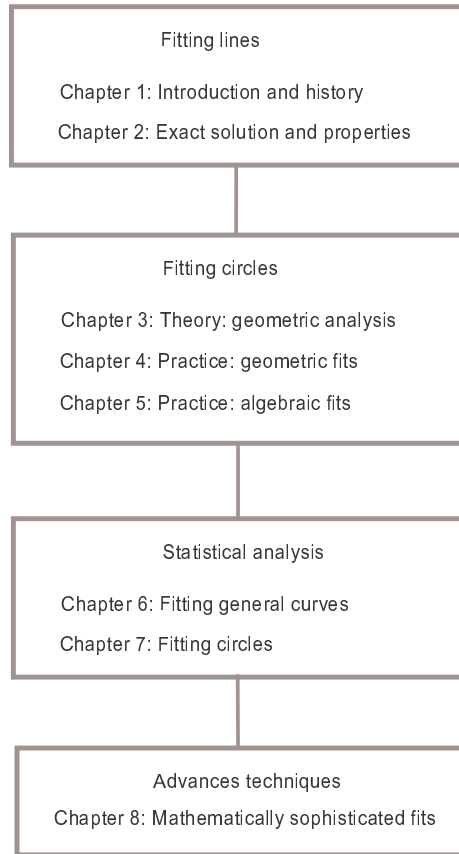 Fitting lines
Chapter 1: Introduction and history
Chapter 2: Exact solution and properties
Fitting circles
Chapter 3: Theory: geometric analysis
Chapter 4: Practice: geometric fits
Chapter 5: Practice: algebraic fits
Statistical analysis
Chapter 6: Fitting general curves
Chapter 7: Fitting circles
Advances techniques
Chapter 8: Mathematically sophisticated fits